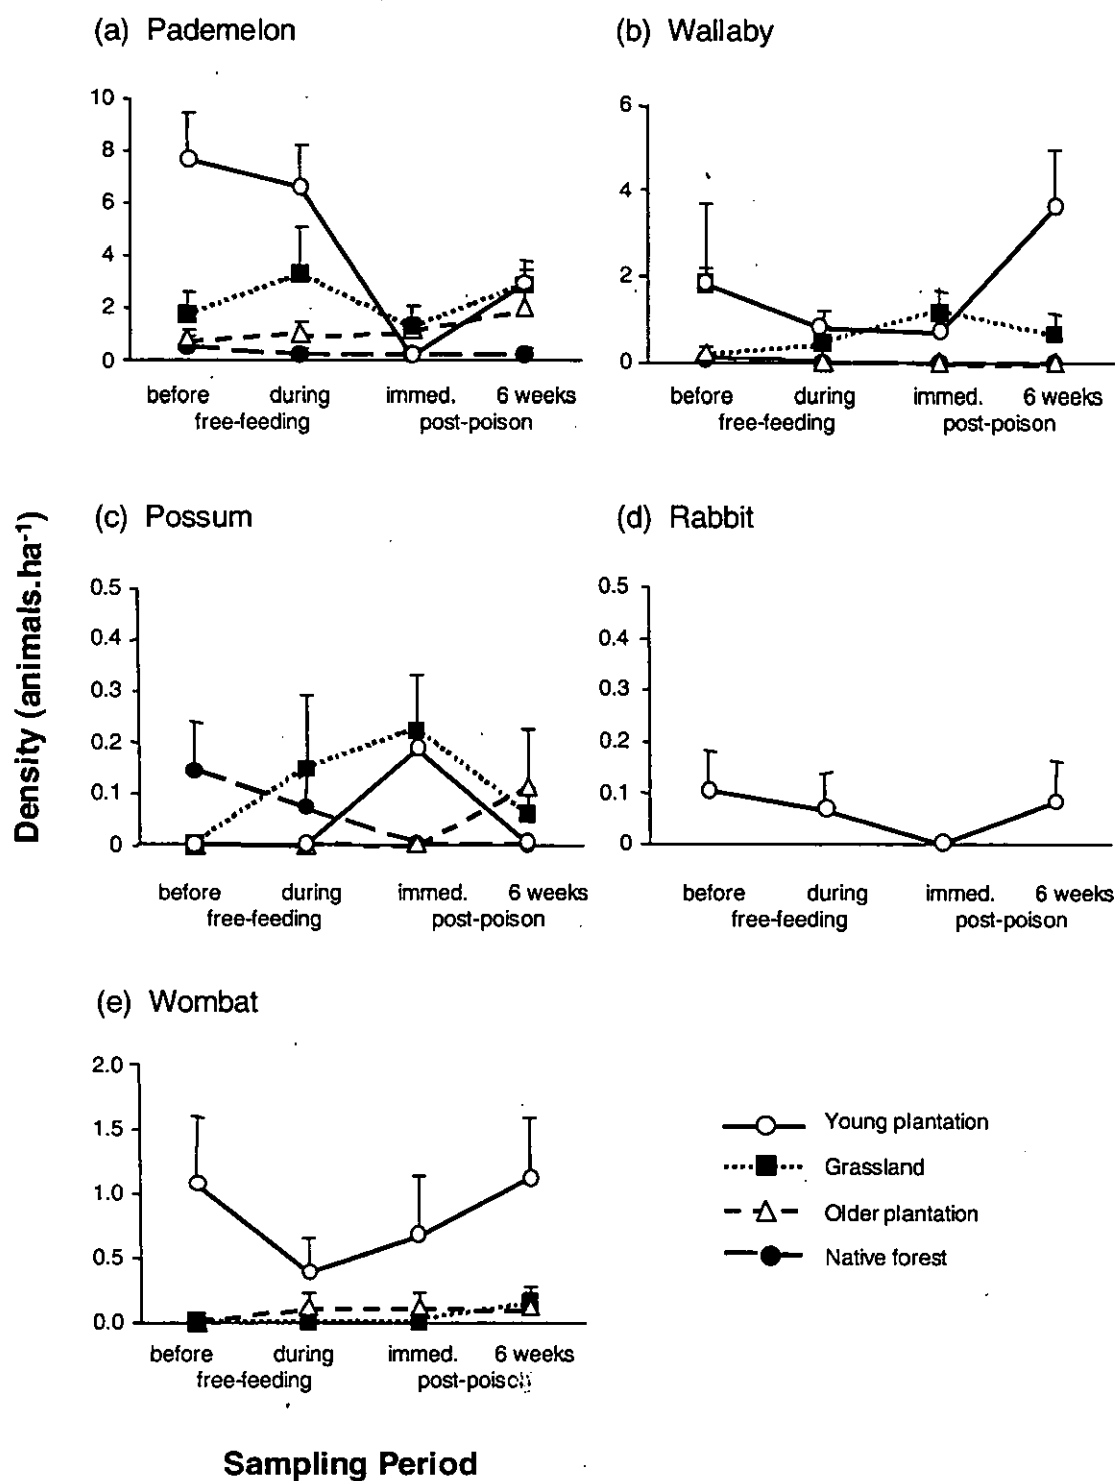 (a) Pademelon
(b) Wallaby
10
8
6
4
2
0
before during immed. 6 weeks
free-feeding post-poison
6
4
2
0
before during immed. 6 weeks
free-feeding post-poison
Density (animals.ha⁻¹)
(c) Possum
(d) Rabbit
0.5
0.4
0.3
0.2
0.1
0
before during immed. 6 weeks
free-feeding post-poison
0.5
0.4
0.3
0.2
0.1
0
before during immed. 6 weeks
free-feeding post-poison
(e) Wombat
2.0
1.5
1.0
0.5
0.0
before during immed. 6 weeks
free-feeding post-poison
Young plantation
Grassland
Older plantation
Native forest
Sampling Period